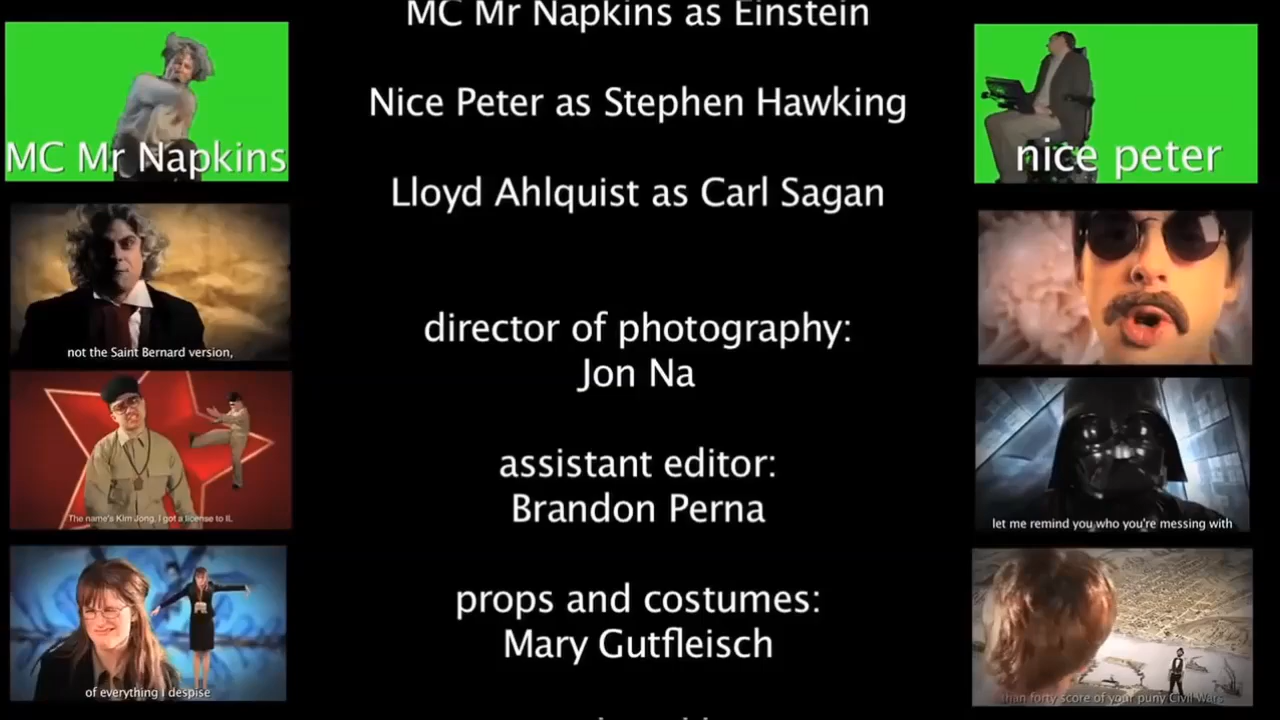 MC Mr Napkins as Einstein
Nice Peter as Stephen Hawking
Lloyd Ahlquist as Carl Sagan
director of photography:
Jon Na
assistant editor:
Brandon Perna
props and costumes:
Mary Gutfleisch
MC Mr Napkins
not the Saint Bernard version,
The name's Kim Jong, I got a license to Il.
of everything I despise
nice peter
let me remind you who you're messing with
than forty score of your puny Civil Wars